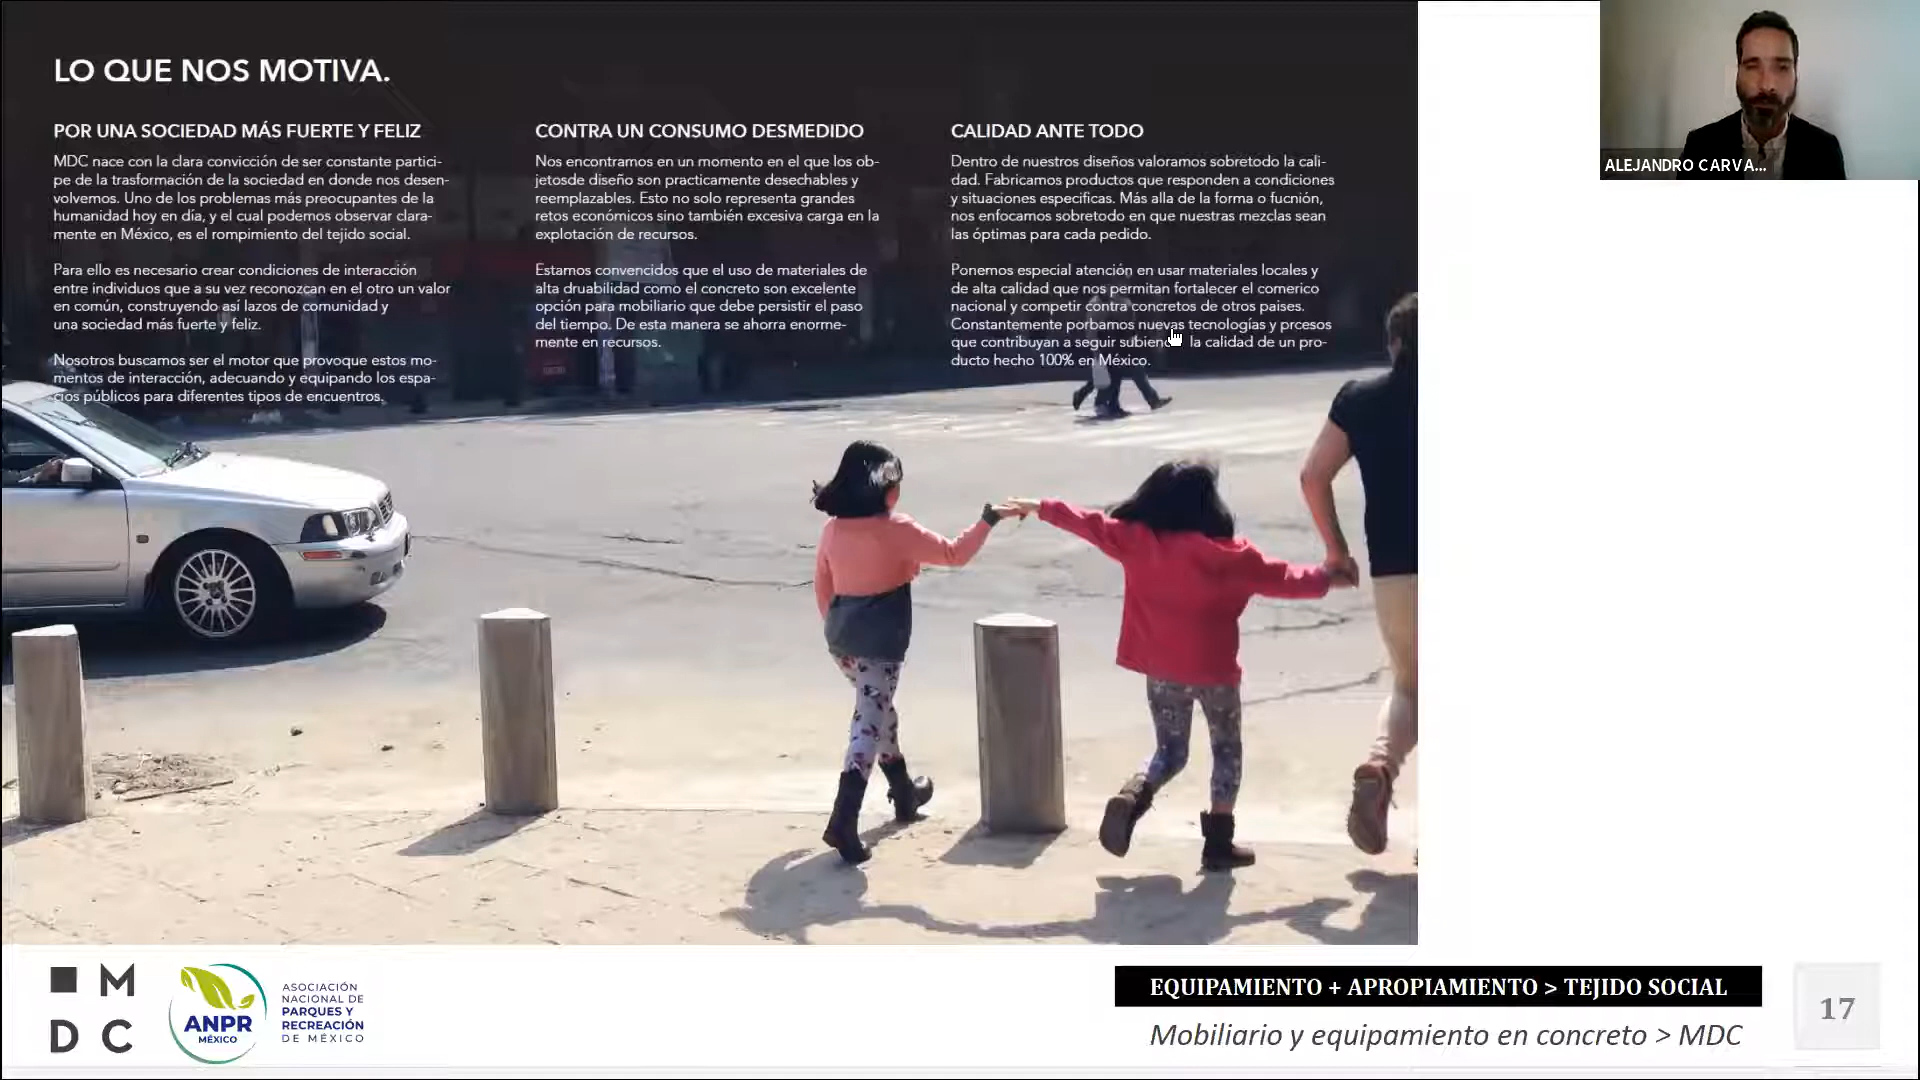 LO QUE NOS MOTIVA.
POR UNA SOCIEDAD MÁS FUERTE Y FELIZ
MDC nace con la clara convicción de ser constante partici-
pe de la trasformación de la sociedad en donde nos desen-
volvemos. Uno de los problemas más preocupantes de la
humanidad hoy en día, y el cual podemos observar clara-
mente en México, es el rompimiento del tejido social.
Para ello es necesario crear condiciones de interacción
entre individuos que a su vez reconozcan en el otro un valor
en común, construyendo así lazos de comunidad y
una sociedad más fuerte y feliz.
Nosotros buscamos ser el motor que provoque estos mo-
mentos de interacción, adecuando y equipando los espa-
cios públicos para diferentes tipos de encuentros.
CONTRA UN CONSUMO DESMEDIDO
Nos encontramos en un momento en el que los ob-
jetosde diseño son practicamente desechables y
reemplazables. Esto no solo representa grandes
retos económicos sino también excesiva carga en la
explotación de recursos.
Estamos convencidos que el uso de materiales de
alta druabilidad como el concreto son excelente
opción para mobiliario que debe persistir el paso
del tiempo. De esta manera se ahorra enorme-
mente en recursos.
CALIDAD ANTE TODO
Dentro de nuestros diseños valoramos sobretodo la cali-
dad. Fabricamos productos que responden a condiciones
y situaciones especificas. Más alla de la forma o fucnión,
nos enfocamos sobretodo en que nuestras mezclas sean
las óptimas para cada pedido.
Ponemos especial atención en usar materiales locales y
de alta calidad que nos permitan fortalecer el comerico
nacional y competir contra concretos de otros paises.
Constantemente porbamos nuevas tecnologías y prcesos
que contribuyan a seguir subiendo la calidad de un pro-
ducto hecho 100% en México.
ALEJANDRO CARVA...
M
DC
ANPR
MÉXICO
ASOCIACIÓN
NACIONAL DE
PARQUES Y
RECREACIÓN
DE MÉXICO
EQUIPAMIENTO + APROPIAMIENTO > TEJIDO SOCIAL
Mobiliario y equipamiento en concreto > MDC
17